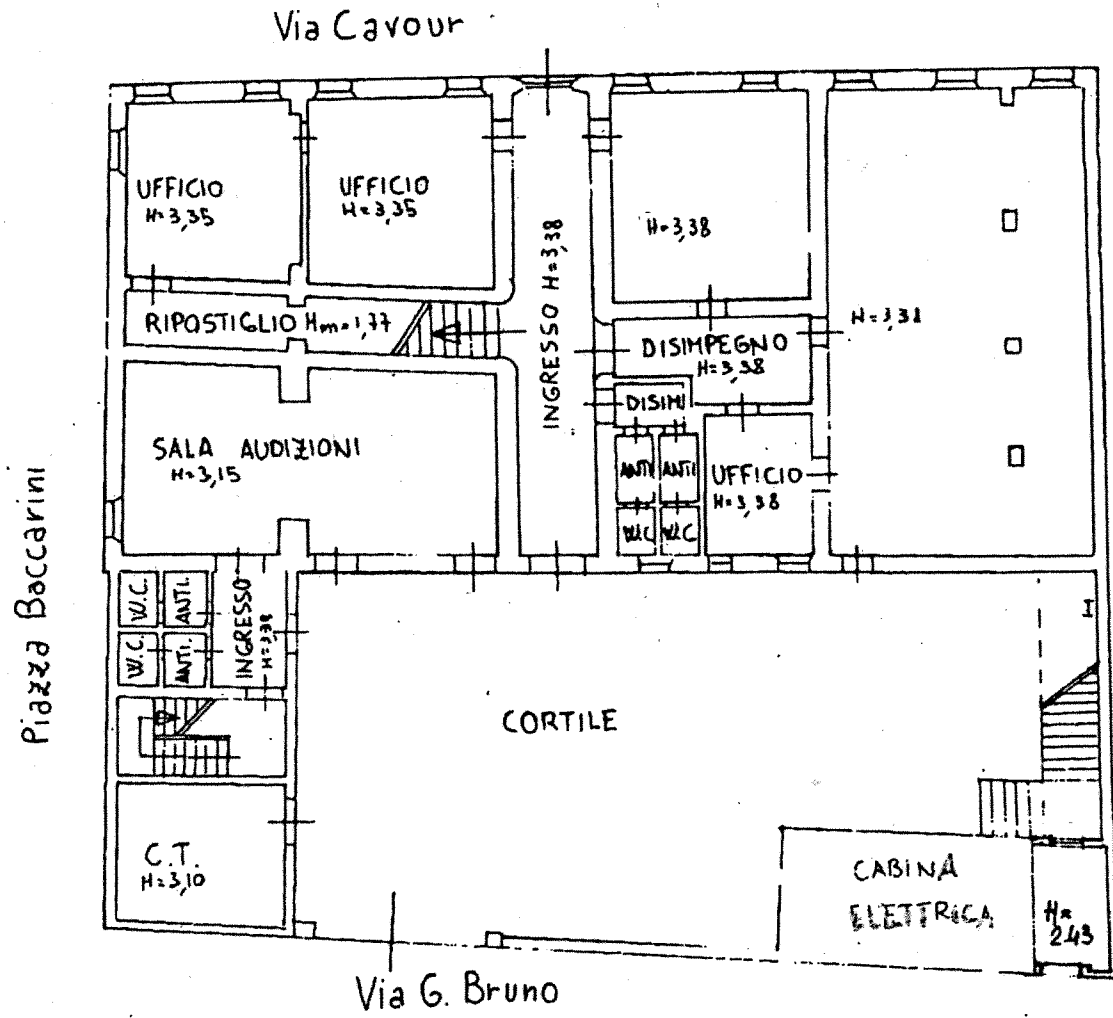 Via Cavour
UFFICIO
H=3,35
UFFICIO
H=3,35
INGRESSO H=3,38
H=3,38
H=3,38
RIPOSTIGLIO Hm=1,77
DISIMPEGNO
H=3,38
DISIM
SALA AUDIZIONI
H=3,15
ANTI
ANTI
W.C
W.C
UFFICIO
H=3,38
Piazza Baccarini
W.C.
ANTI.
W.C.
ANTI.
INGRESSO
H=3,38
I
CORTILE
C.T.
H=3,10
CABINA
ELETTRICA
H=
2.43
Via G. Bruno